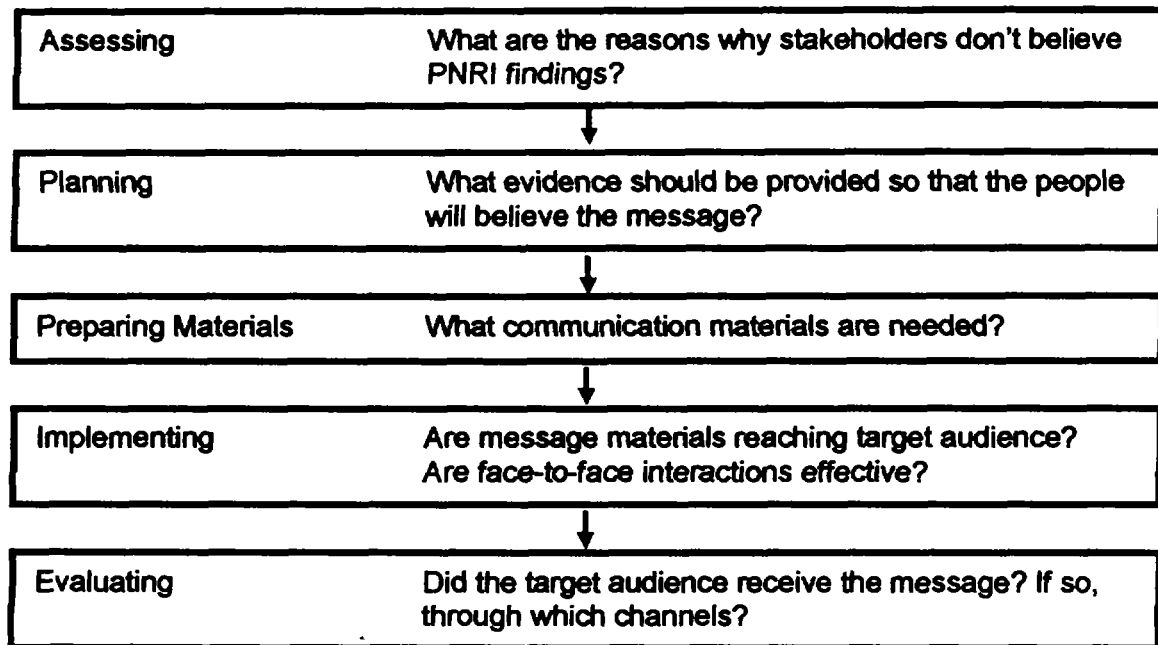 Assessing What are the reasons why stakeholders don't believe
PNRI findings?
Planning What evidence should be provided so that the people
will believe the message?
Preparing Materials What communication materials are needed?
Implementing Are message materials reaching target audience?
Are face-to-face interactions effective?
Evaluating Did the target audience receive the message? If so,
through which channels?